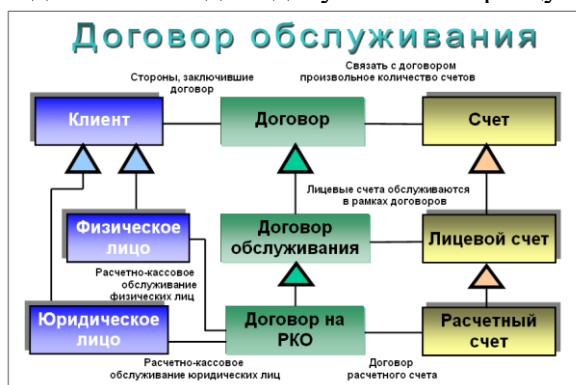 Договор обслуживания
Стороны, заключившие
договор
Связать с договором
произвольное количество счетов
Клиент
Договор
Счет
Лицевые счета обслуживаются
в рамках договоров
Физическое
лицо
Договор
обслуживания
Лицевой счет
Расчетно-кассовое
обслуживание
физических лиц
Юридическое
лицо
Договор на
РКО
Расчетный
счет
Расчетно-кассовое
обслуживание юридических лиц
Договор
расчетного счета